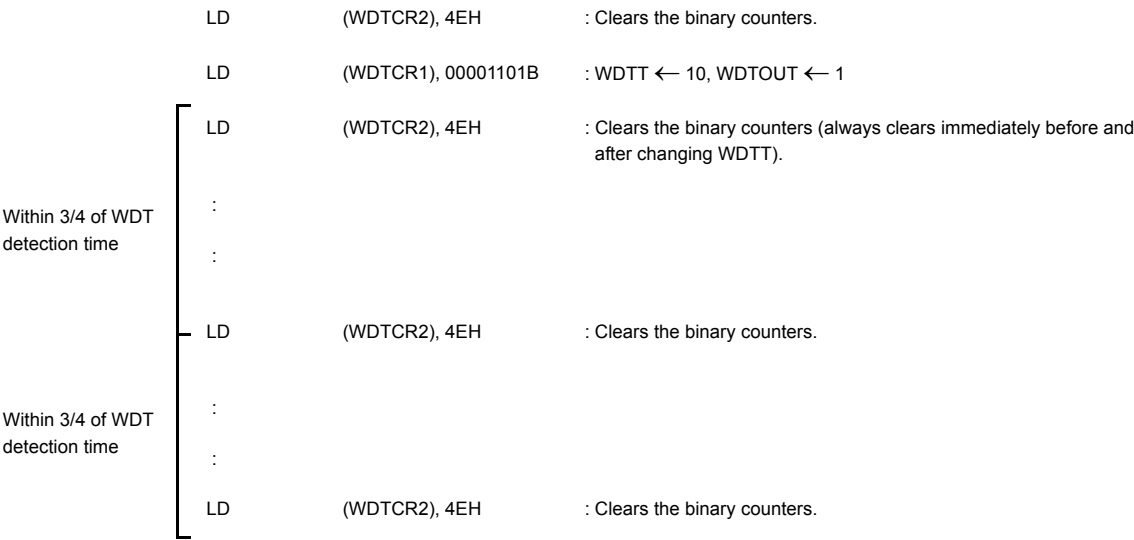 LD (WDTCR2), 4EH : Clears the binary counters.
LD (WDTCR1), 00001101B : WDTT ← 10, WDTOUT ← 1
LD (WDTCR2), 4EH : Clears the binary counters (always clears immediately before and
after changing WDTT).
Within 3/4 of WDT
detection time
:
:
LD (WDTCR2), 4EH : Clears the binary counters.
Within 3/4 of WDT
detection time
:
:
LD (WDTCR2), 4EH : Clears the binary counters.